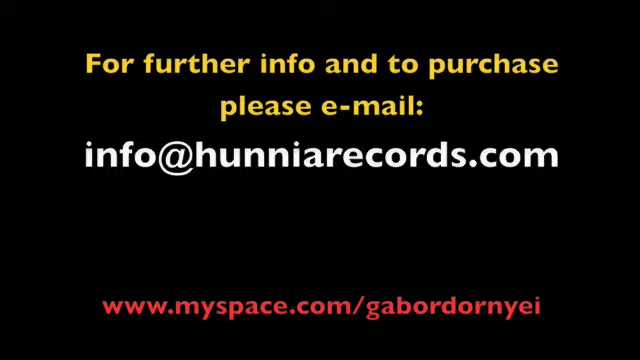 For further info and to purchase
please e-mail:
info@hunniarecords.com
www.myspace.com/gabordornyei